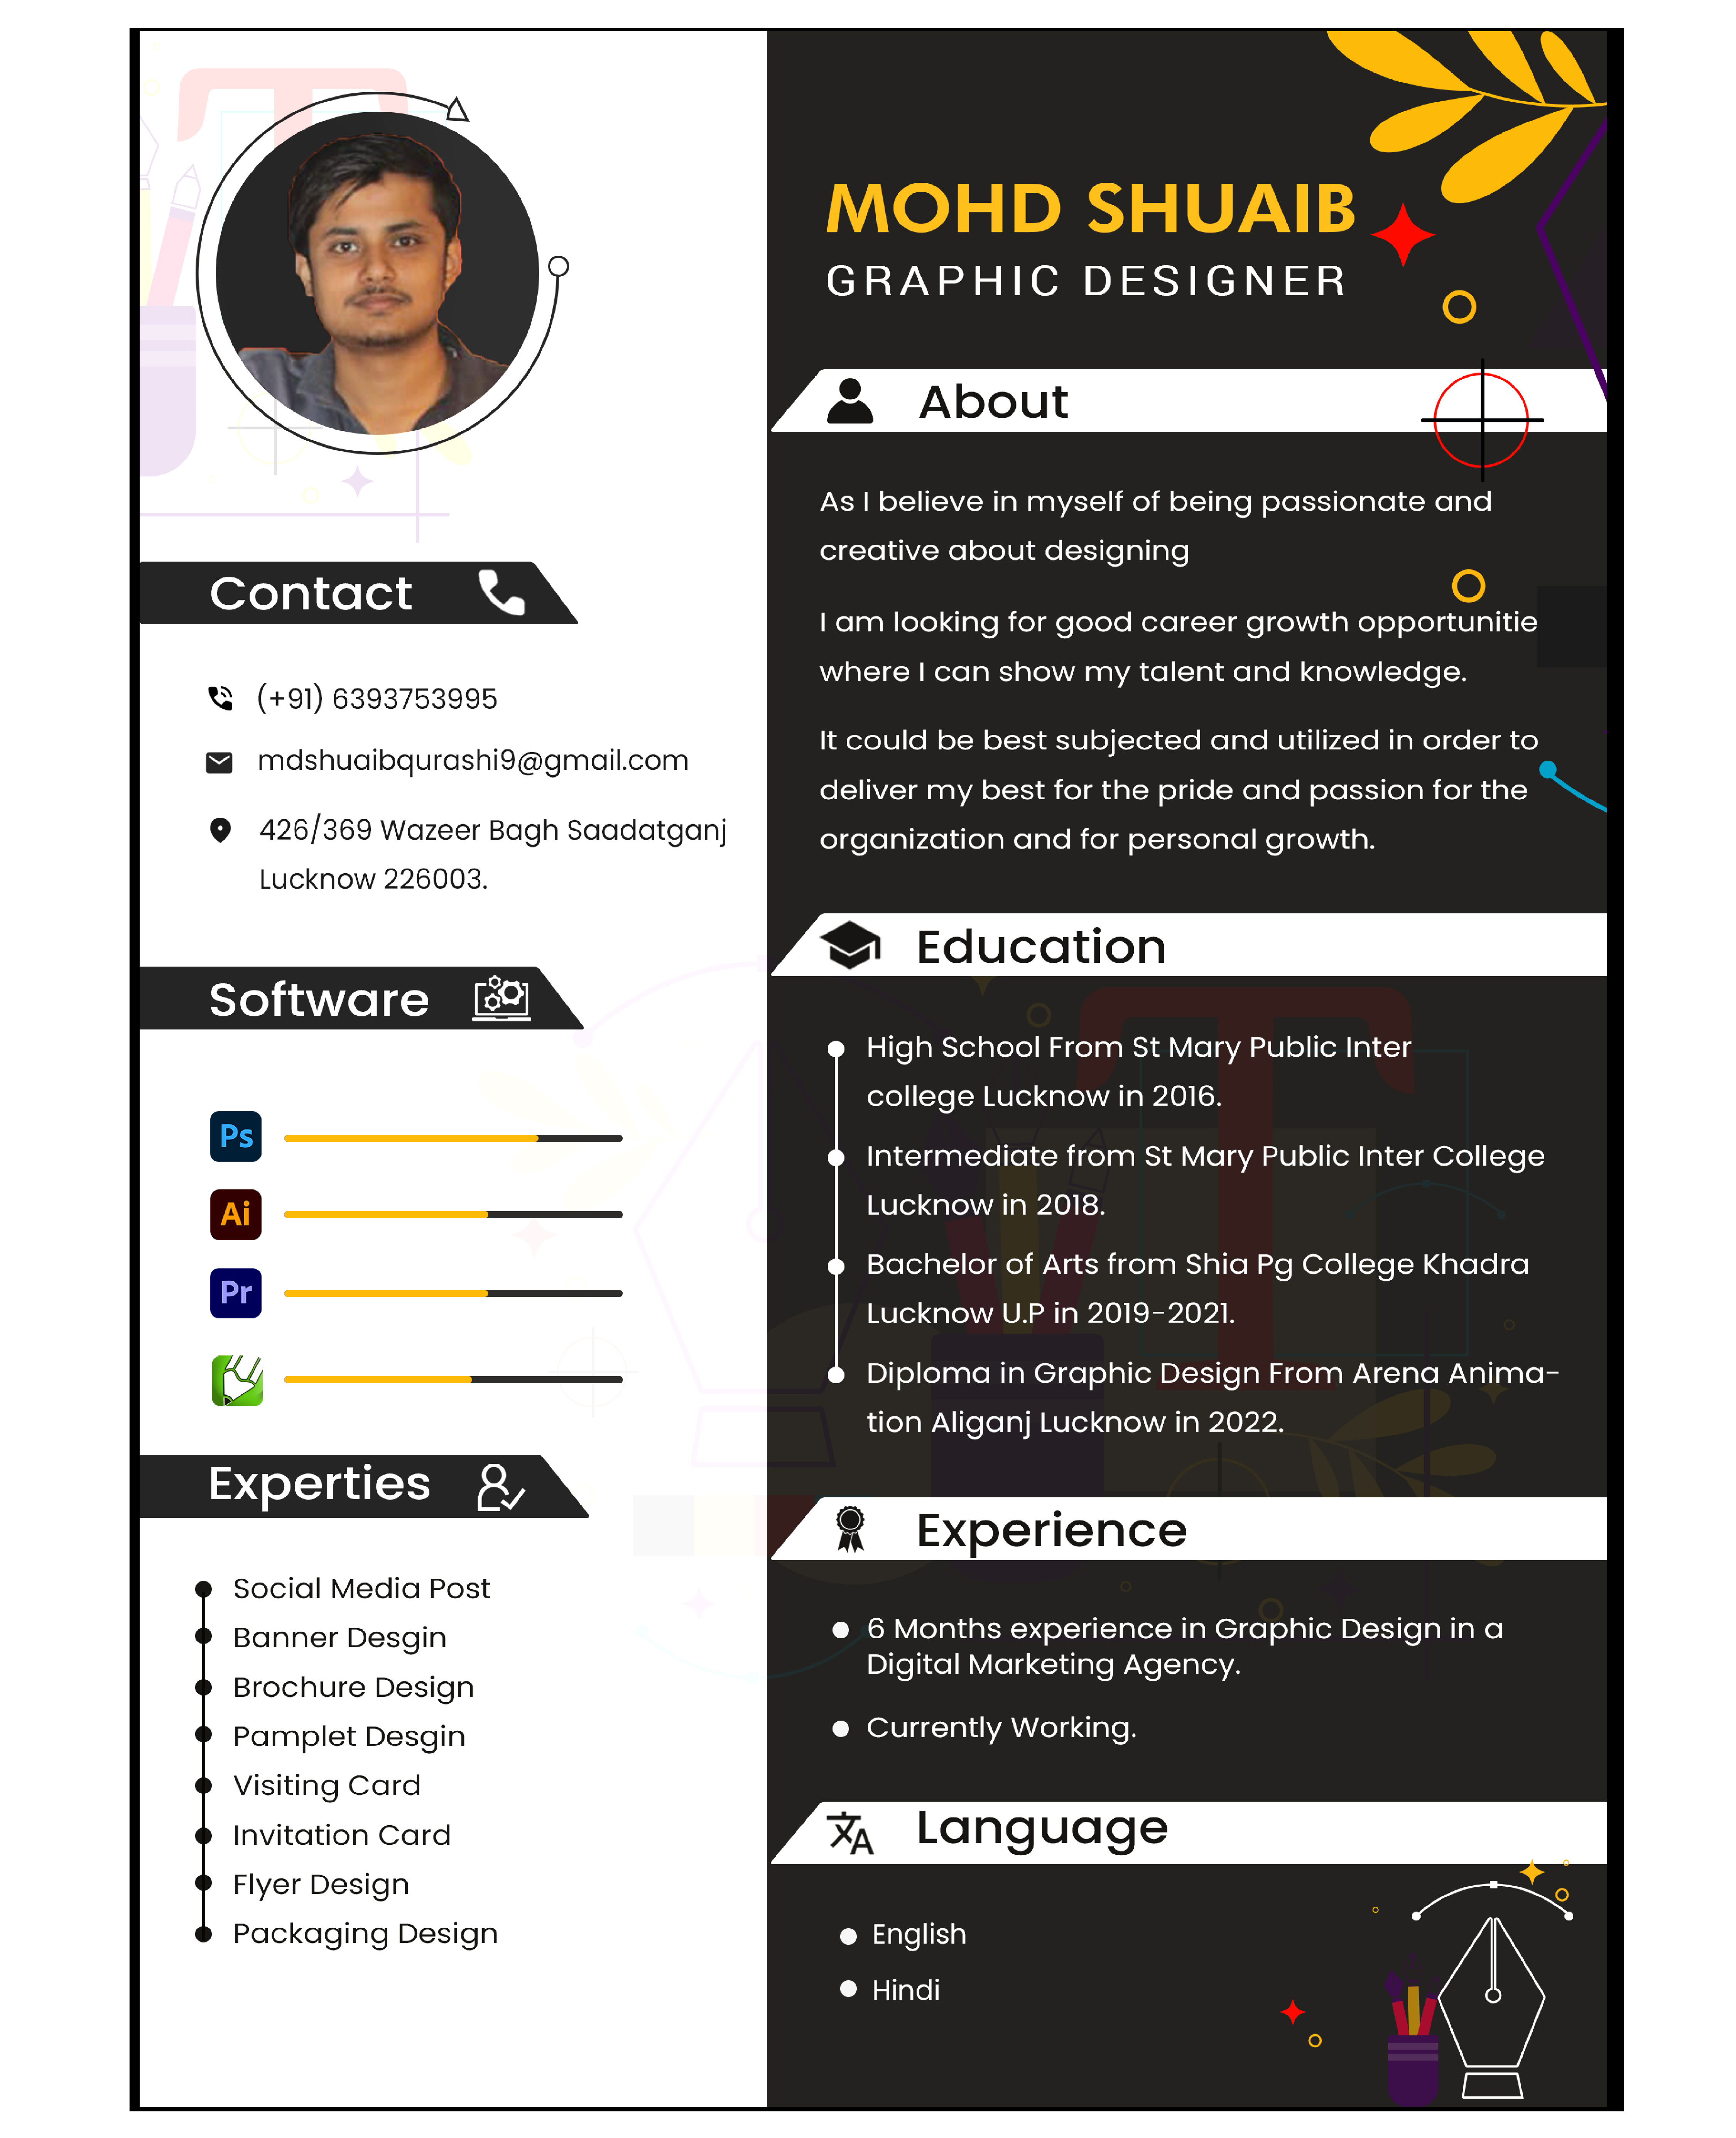 MOHD SHUAIB
GRAPHIC DESIGNER
Contact
(+91) 6393753995
mdshuaibqurashi9@gmail.com
426/369 Wazeer Bagh Saadatganj
Lucknow 226003.
Software
Ps
Ai
Pr
Experties
Social Media Post
Banner Desgin
Brochure Design
Pamplet Desgin
Visiting Card
Invitation Card
Flyer Design
Packaging Design
About
As I believe in myself of being passionate and
creative about designing
I am looking for good career growth opportunitie
where I can show my talent and knowledge.
It could be best subjected and utilized in order to
deliver my best for the pride and passion for the
organization and for personal growth.
Education
High School From St Mary Public Inter
college Lucknow in 2016.
Intermediate from St Mary Public Inter College
Lucknow in 2018.
Bachelor of Arts from Shia Pg College Khadra
Lucknow U.P in 2019-2021.
Diploma in Graphic Design From Arena Anima-
tion Aliganj Lucknow in 2022.
Experience
6 Months experience in Graphic Design in a
Digital Marketing Agency.
Currently Working.
Language
English
Hindi